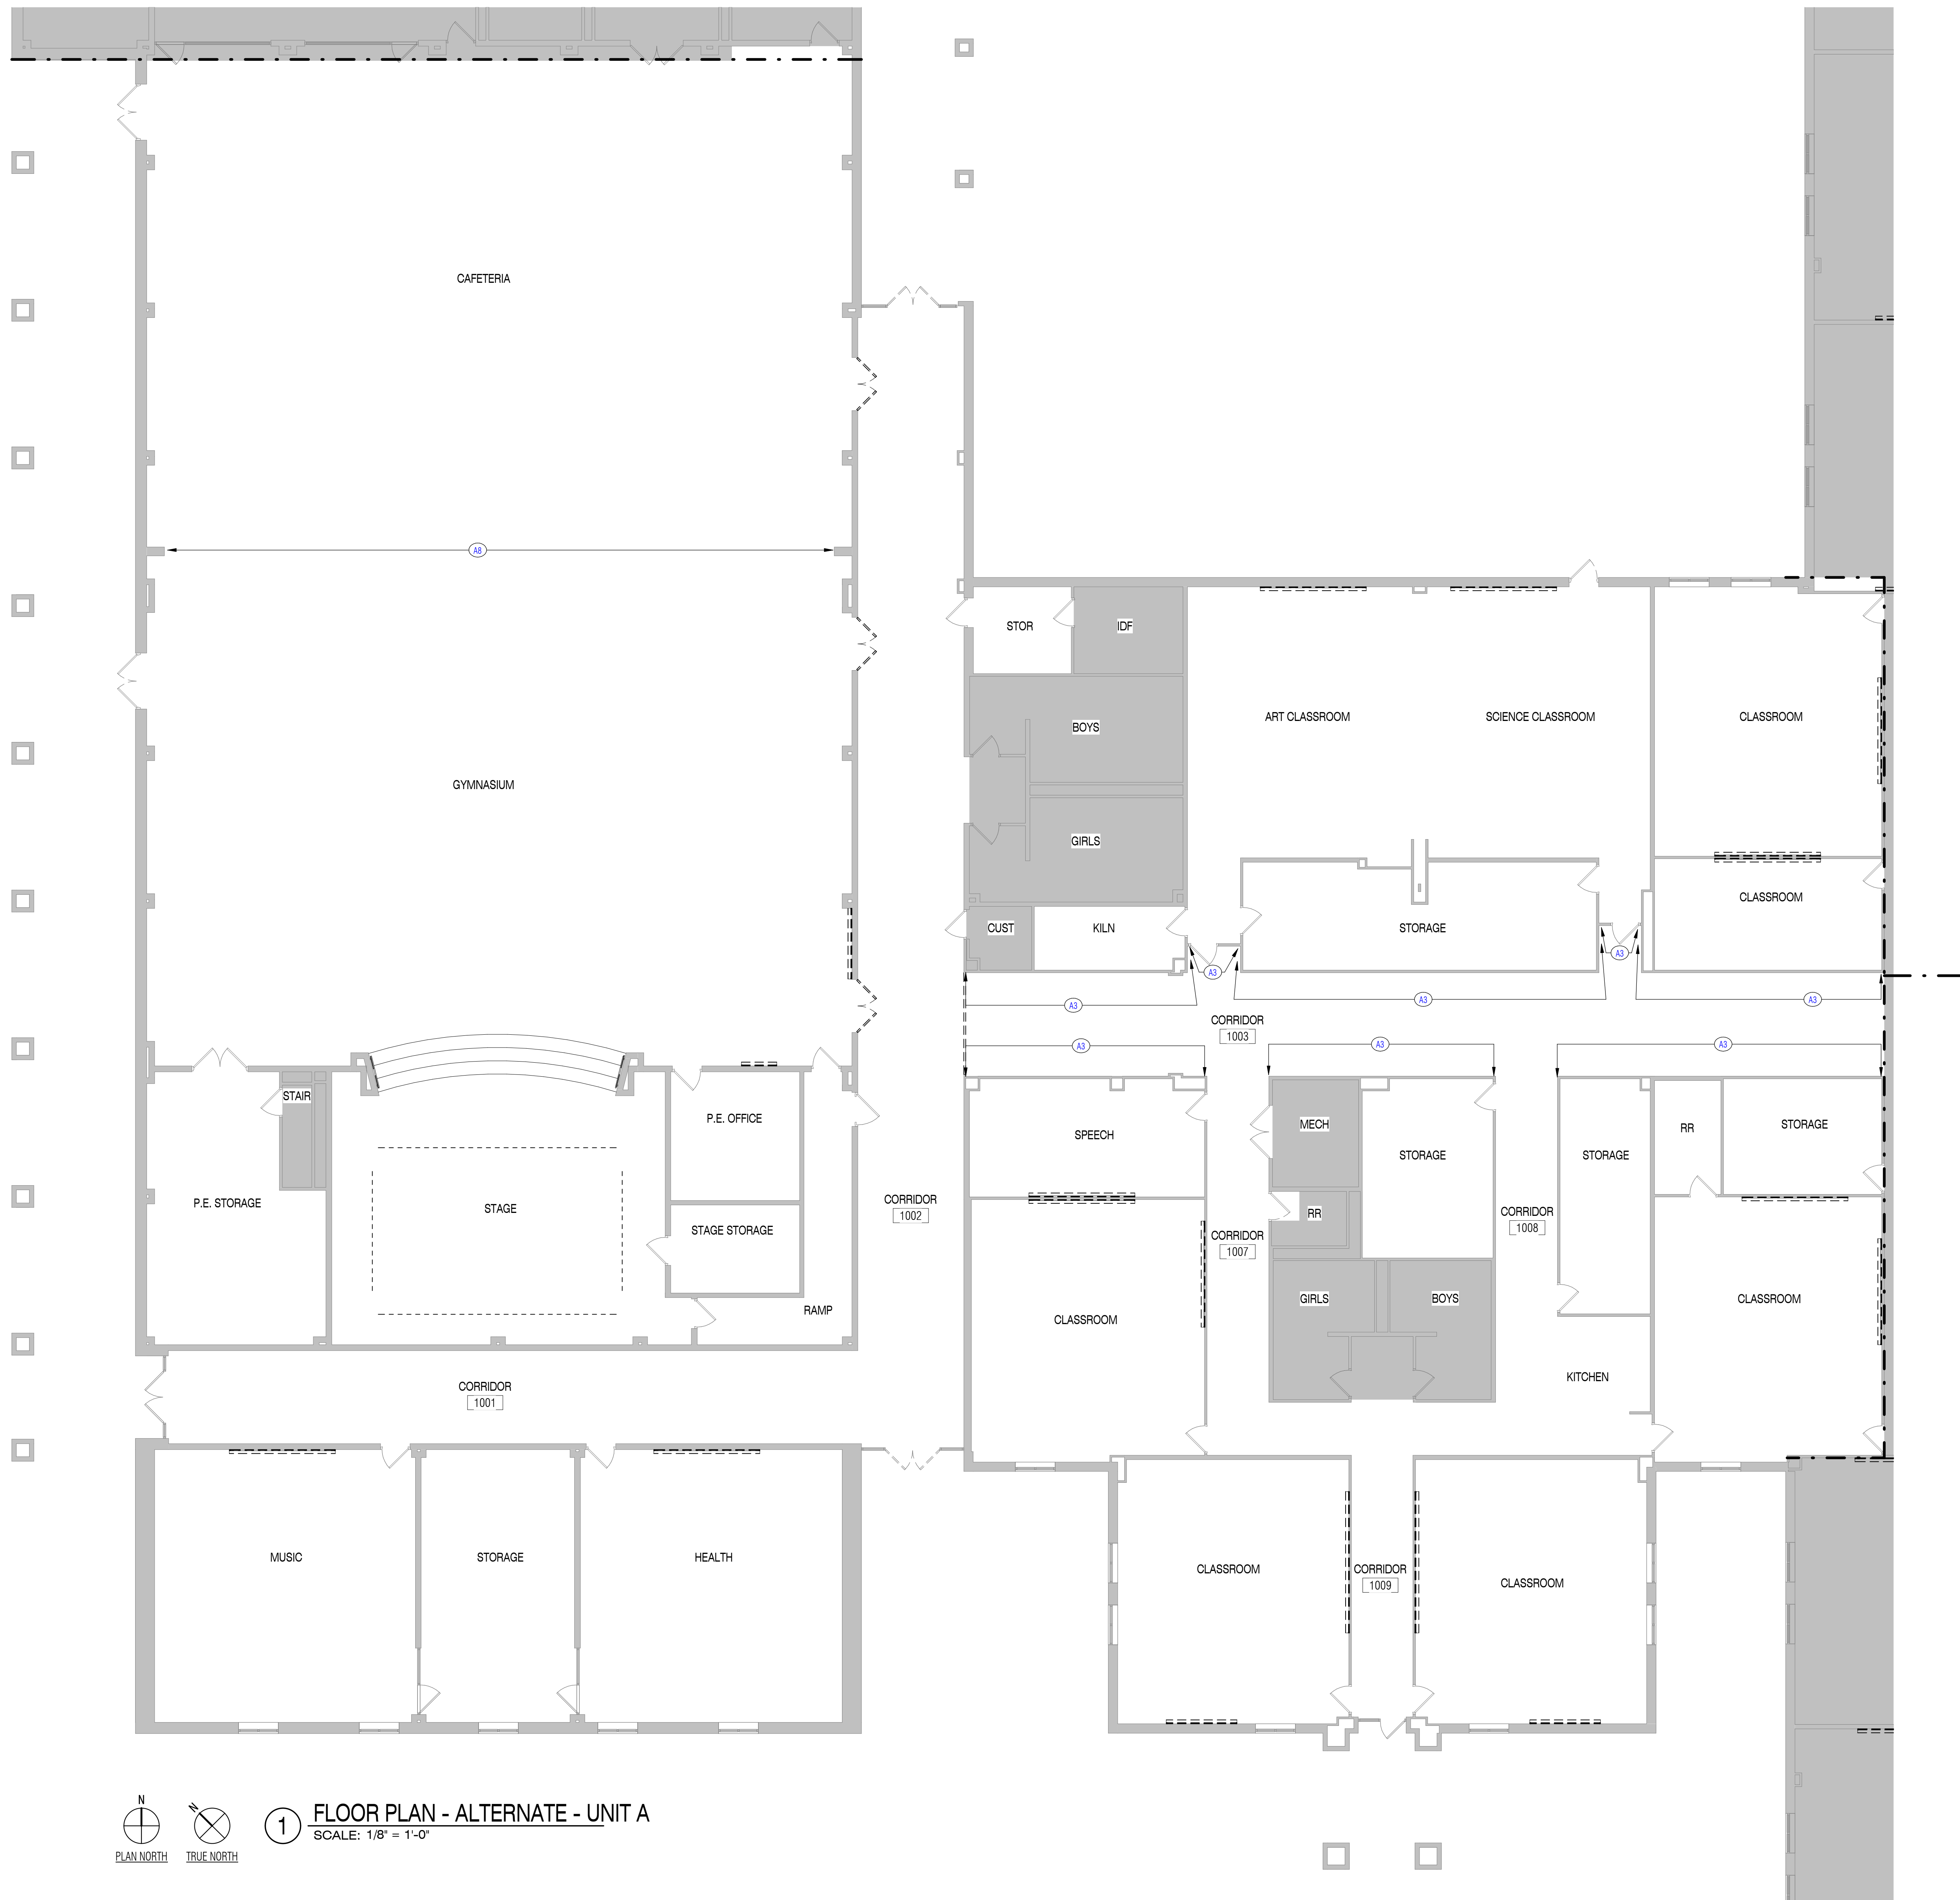 CAFETERIA
A8
STOR
IDF
BOYS
ART CLASSROOM
SCIENCE CLASSROOM
CLASSROOM
GYMNASIUM
GIRLS
CLASSROOM
CUST
KILN
STORAGE
A3
A3
A3
A3
A3
CORRIDOR
1003
A3
A3
A3
STAIR
P.E. OFFICE
SPEECH
MECH
STORAGE
STORAGE
RR
STORAGE
P.E. STORAGE
STAGE
STAGE STORAGE
CORRIDOR
1002
RR
CORRIDOR
1007
CORRIDOR
1008
RAMP
CLASSROOM
GIRLS
BOYS
CLASSROOM
KITCHEN
CORRIDOR
1001
MUSIC
STORAGE
HEALTH
CLASSROOM
CORRIDOR
1009
CLASSROOM
N
PLAN NORTH
N
TRUE NORTH
1
FLOOR PLAN - ALTERNATE - UNIT A
SCALE: 1/8" = 1'-0"